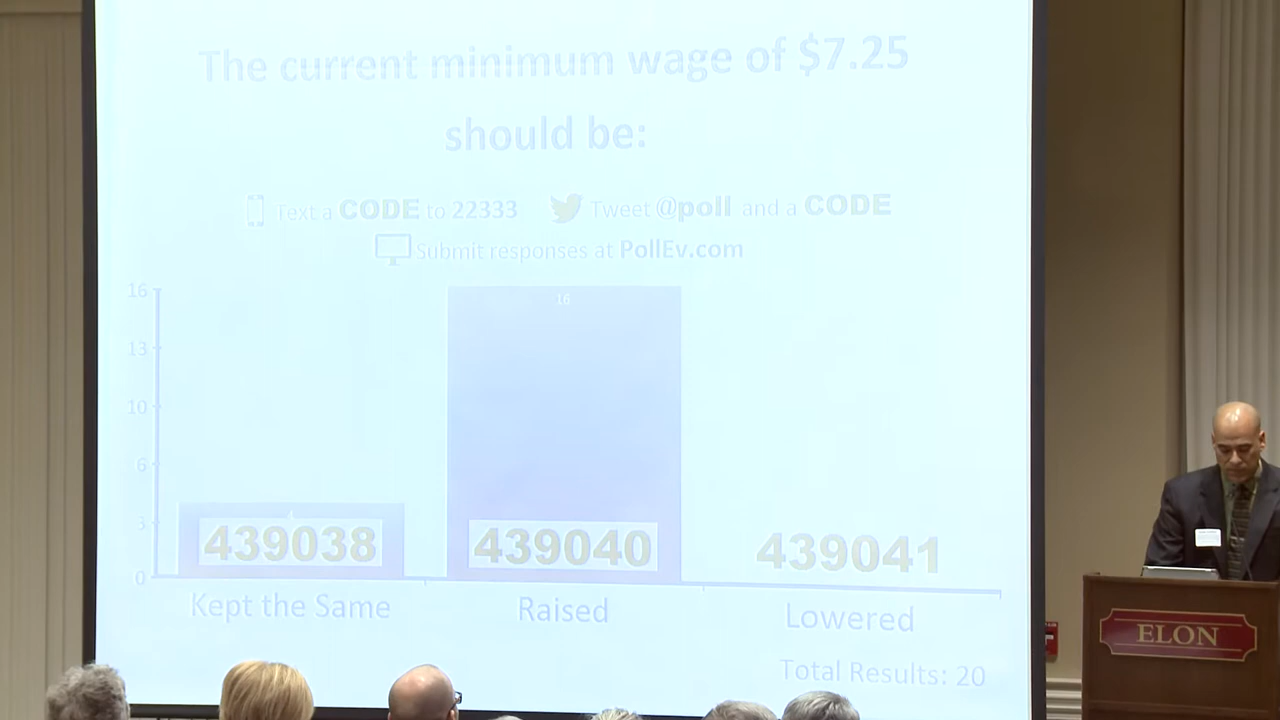 The current minimum wage of $7.25
should be:
Text a CODE to 22333 Tweet @poll and a CODE
Submit responses at PollEv.com
16
16
13
10
6
3
4
439038 439040 439041
0
Kept the Same Raised Lowered
Total Results: 20
ELON